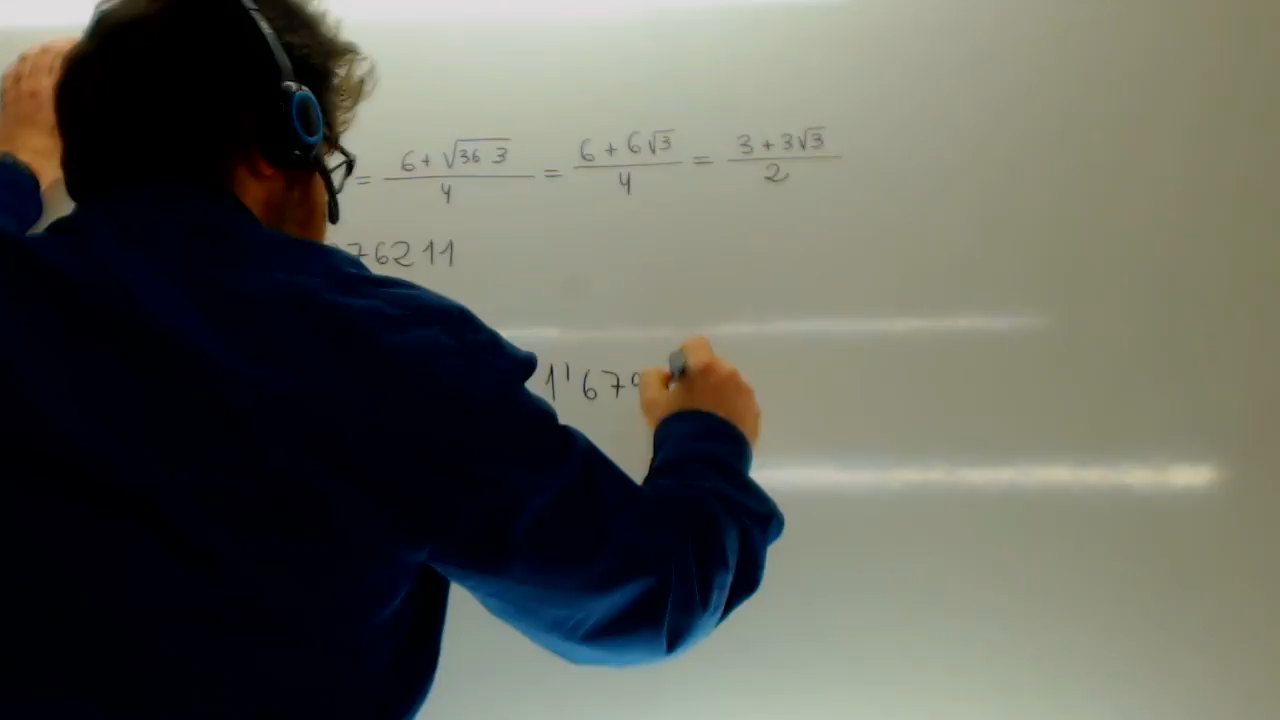 = (6 + √36 3)/4 = (6 + 6√3)/4 = (3 + 3√3)/2
76211
1'67